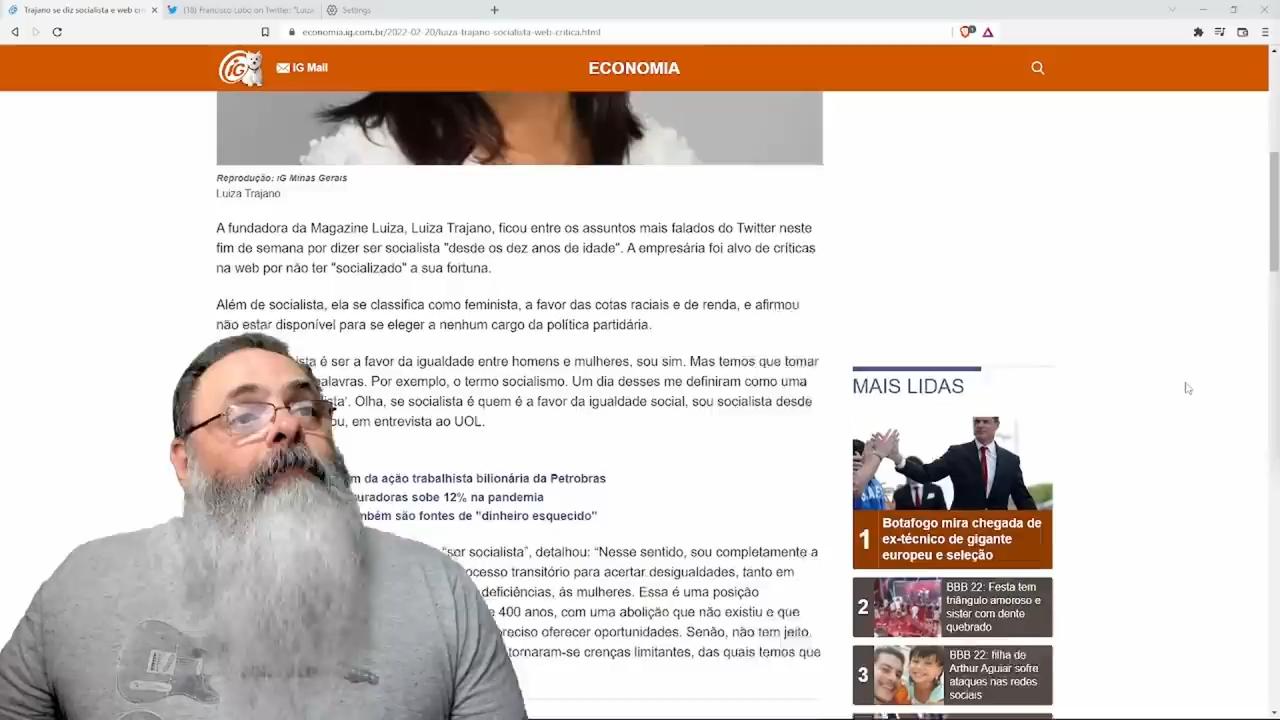 Trajano se diz socialista e web cri
(18) Francisco Lobo on Twitter: "Luiza
Settings
economia.ig.com.br/2022-02-20/luiza-trajano-socialista-web-critica.html
iG
iG Mail
ECONOMIA
Reprodução: iG Minas Gerais
Luiza Trajano
A fundadora da Magazine Luiza, Luiza Trajano, ficou entre os assuntos mais falados do Twitter neste
fim de semana por dizer ser socialista "desde os dez anos de idade". A empresária foi alvo de críticas
na web por não ter "socializado" a sua fortuna.
Além de socialista, ela se classifica como feminista, a favor das cotas raciais e de renda, e afirmou
não estar disponível para se eleger a nenhum cargo da política partidária.
ista é ser a favor da igualdade entre homens e mulheres, sou sim. Mas temos que tomar
palavras. Por exemplo, o termo socialismo. Um dia desses me definiram como uma
lista'. Olha, se socialista é quem é a favor da igualdade social, sou socialista desde
ou, em entrevista ao UOL.
m da ação trabalhista bilionária da Petrobras
uradoras sobe 12% na pandemia
mbém são fontes de "dinheiro esquecido"
"ser socialista", detalhou: "Nesse sentido, sou completamente a
ocesso transitório para acertar desigualdades, tanto em
deficiências, às mulheres. Essa é uma posição
e 400 anos, com uma abolição que não existiu e que
preciso oferecer oportunidades. Senão, não tem jeito.
tornaram-se crenças limitantes, das quais temos que
MAIS LIDAS
1
Botafogo mira chegada de
ex-técnico de gigante
europeu e seleção
2
BBB 22: Festa tem
triângulo amoroso e
sister com dente
quebrado
3
BBB 22: filha de
Arthur Aguiar sofre
ataques nas redes
sociais